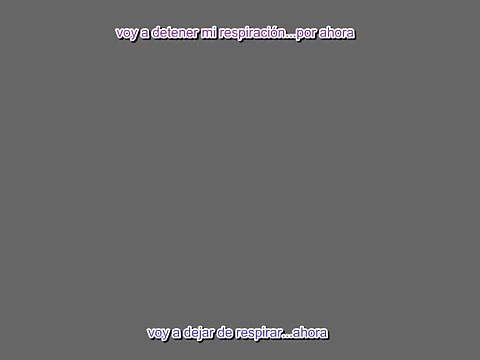 voy a detener mi respiración...por ahora
voy a dejar de respirar...ahora